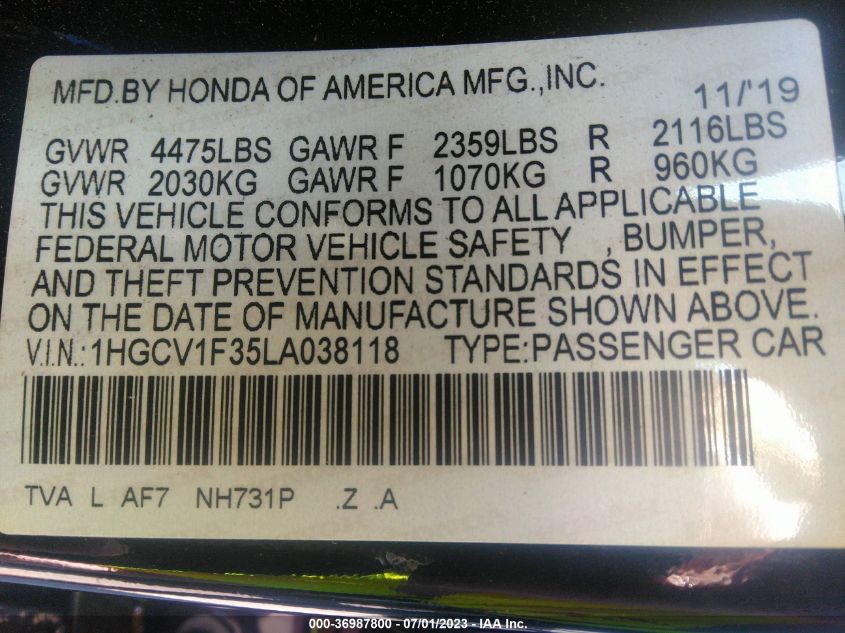 MFD.BY HONDA OF AMERICA MFG.,INC. 11/'19
GVWR 4475LBS GAWR F 2359LBS R 2116LBS
GVWR 2030KG GAWR F 1070KG R 960KG
THIS VEHICLE CONFORMS TO ALL APPLICABLE
FEDERAL MOTOR VEHICLE SAFETY , BUMPER,
AND THEFT PREVENTION STANDARDS IN EFFECT
ON THE DATE OF MANUFACTURE SHOWN ABOVE.
V.I.N.:1HGCV1F35LA038118 TYPE:PASSENGER CAR
TVA L AF7 NH731P .Z .A
000-36987800 - 07/01/2023 - IAA Inc.